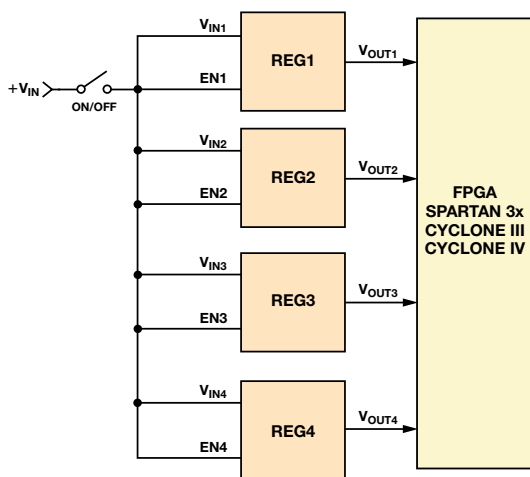 +VIN
ON/OFF
VIN1
EN1
REG1
VOUT1
VIN2
EN2
REG2
VOUT2
VIN3
EN3
REG3
VOUT3
VIN4
EN4
REG4
VOUT4
FPGA
SPARTAN 3x
CYCLONE III
CYCLONE IV